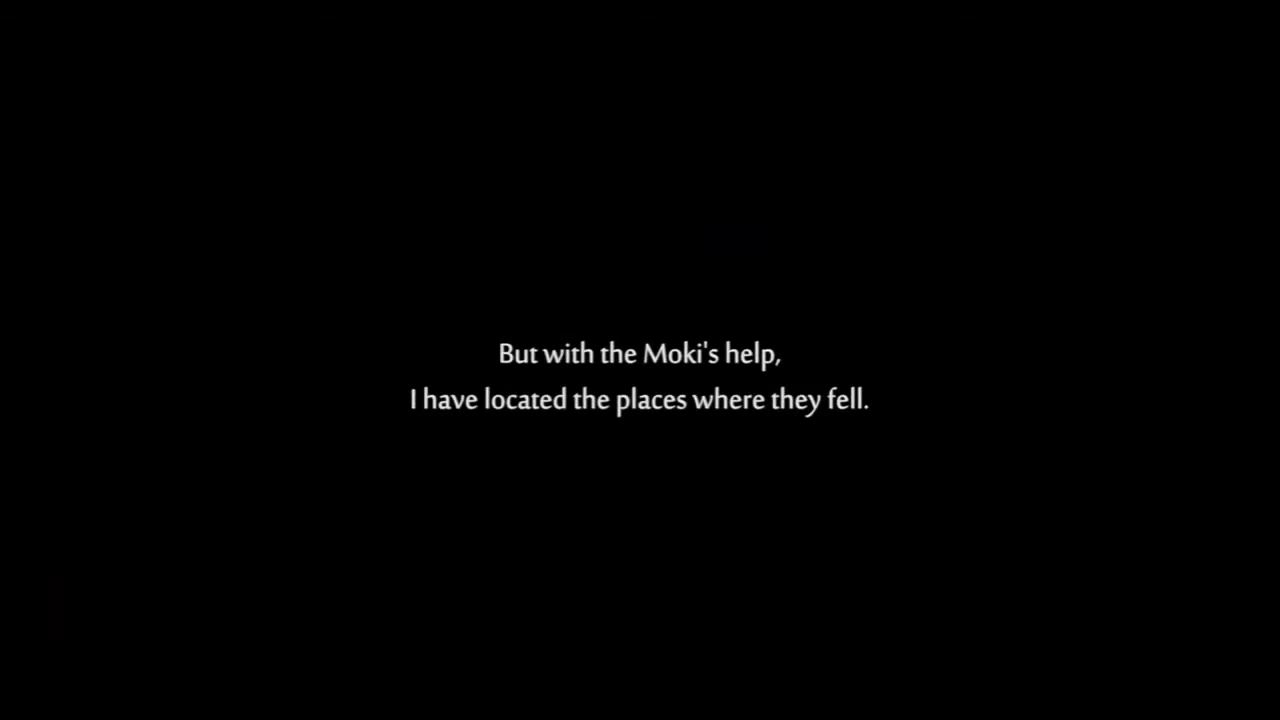 But with the Moki's help,
I have located the places where they fell.